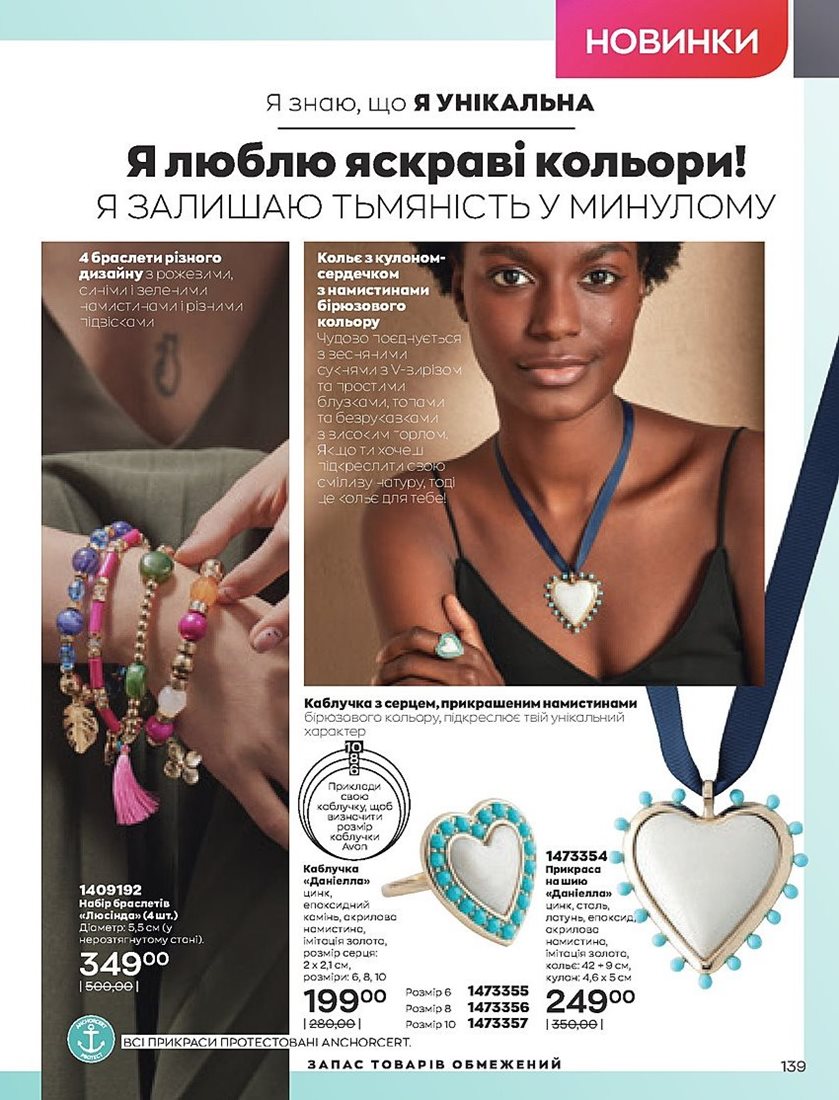 НОВИНКИ
Я знаю, що Я УНІКАЛЬНА
Я люблю яскраві кольори!
Я ЗАЛИШАЮ ТЬМЯНІСТЬ У МИНУЛОМУ
4 браслети різного
дизайну з рожевими,
синіми і зеленими
намистинами і різними
підвісками
Кольє з кулоном-
сердечком
з намистинами
бірюзового
кольору
Чудово поєднується
з весняними
сукнями з V-вирізом
та простими
блузками, топами
та безрукавками
з високим горлом.
Якщо ти хочеш
підкреслити свою
сміливу натуру, тоді
це кольє для тебе!
Каблучка з серцем, прикрашеним намистинами
бірюзового кольору, підкреслює твій унікальний
характер
10
8
6
Приклади
свою
каблучку, щоб
визначити
розмір
каблучки
Avon
1409192
Набір браслетів
«Люсінда» (4 шт.)
Діаметр: 5,5 см (у
нерозтягнутому стані).
34900
| 500,00 |
Каблучка
«Даніелла»
цинк,
епоксидний
камінь, акрилова
намистина,
імітація золота,
розмір серця:
2 х 2,1 см,
розміри: 6, 8, 10
19900
| 280,00 |
Розмір 6 1473355
Розмір 8 1473356
Розмір 10 1473357
1473354
Прикраса
на шию
«Даніелла»
цинк, сталь,
латунь, епоксид,
акрилова
намистина,
імітація золота,
кольє: 42 + 9 см,
кулон: 4,6 х 5 см
24900
| 350,00 |
ANCHORCERT
PROTECT
ВСІ ПРИКРАСИ ПРОТЕСТОВАНІ ANCHORCERT.
ЗАПАС ТОВАРІВ ОБМЕЖЕНИЙ
139